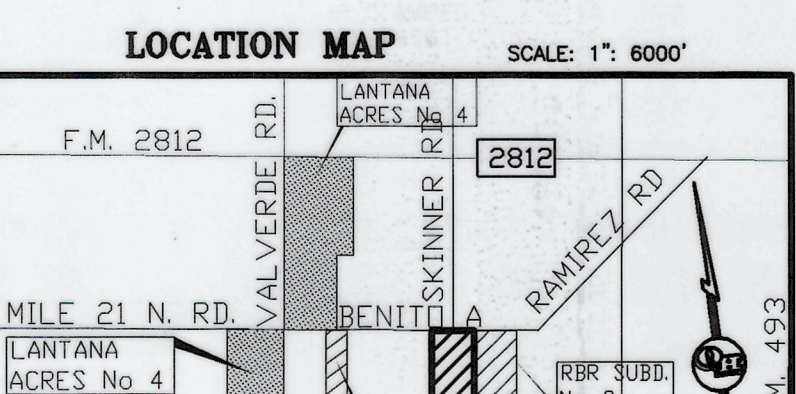 LOCATION MAP
SCALE: 1": 6000'
LANTANA
ACRES No 4
F.M. 2812
VALVERDE RD.
SKINNER RD
2812
RAMIREZ RD
MILE 21 N. RD.
BENITO A
LANTANA
ACRES No 4
RBR SUBD.
493